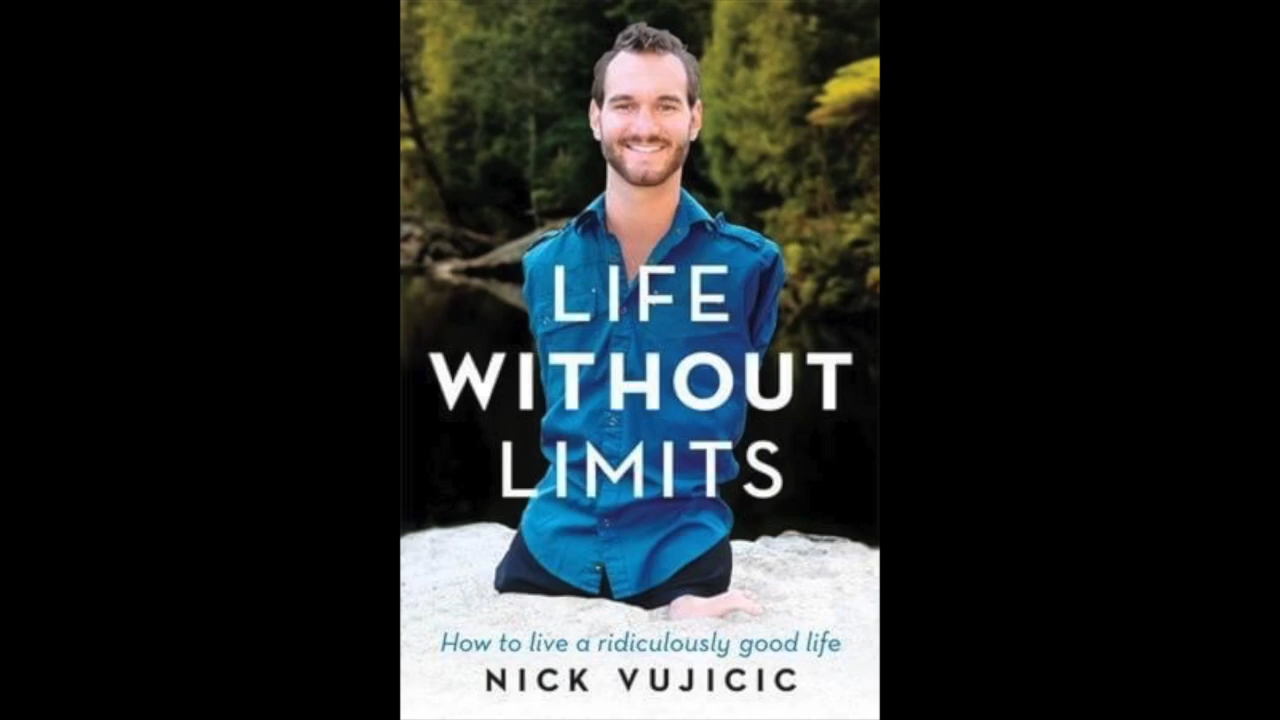 LIFE
WITHOUT
LIMITS
How to live a ridiculously good life
NICK VUJICIC